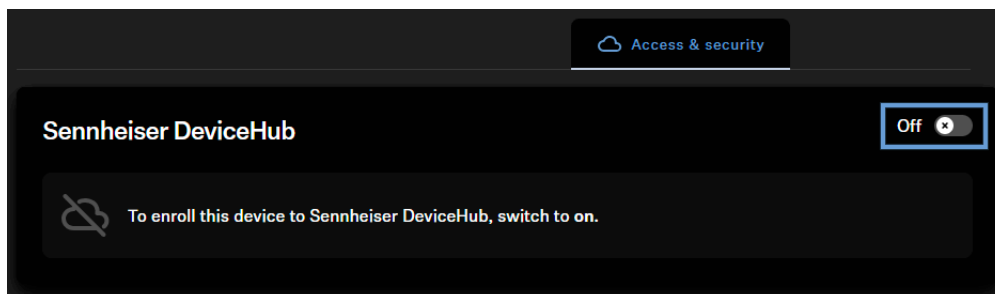 Access & security
Sennheiser DeviceHub
Off
To enroll this device to Sennheiser DeviceHub, switch to on.